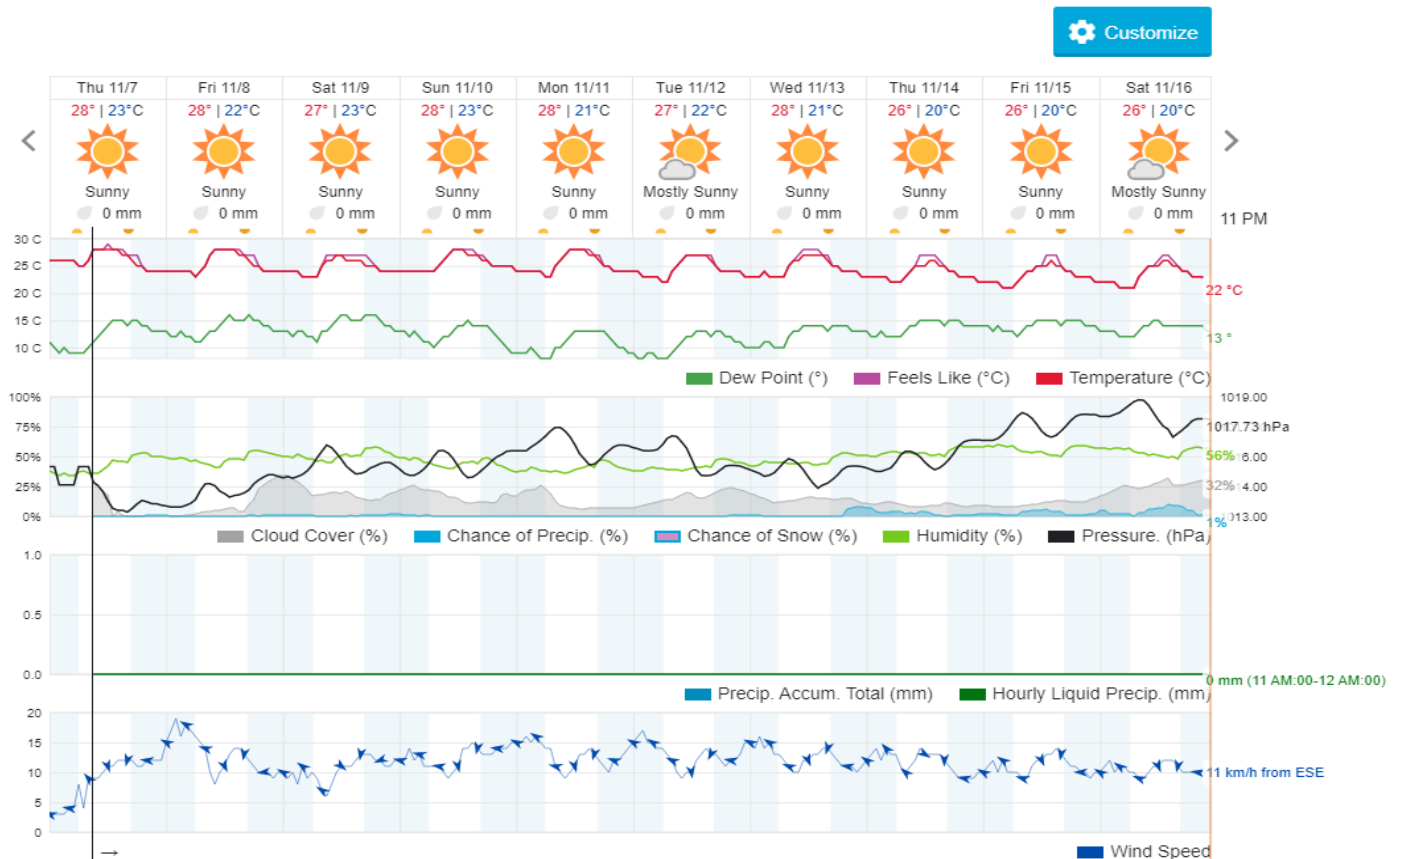 Customize
Thu 11/7 Fri 11/8 Sat 11/9 Sun 11/10 Mon 11/11 Tue 11/12 Wed 11/13 Thu 11/14 Fri 11/15 Sat 11/16
28° | 23°C 28° | 22°C 27° | 23°C 28° | 23°C 28° | 21°C 27° | 22°C 28° | 21°C 26° | 20°C 26° | 20°C 26° | 20°C
Sunny Sunny Sunny Sunny Sunny Mostly Sunny Sunny Sunny Sunny Mostly Sunny
0 mm 0 mm 0 mm 0 mm 0 mm 0 mm 0 mm 0 mm 0 mm 0 mm
11 PM
30 C
25 C
20 C
22 °C
15 C
13 °
10 C
Dew Point (°) Feels Like (°C) Temperature (°C)
100% 1019.00
75% 1017.73 hPa
50% 56% 6.00
25% 32% 4.00
0% 1% 013.00
Cloud Cover (%) Chance of Precip. (%) Chance of Snow (%) Humidity (%) Pressure. (hPa)
1.0
0.5
0.0
0 mm (11 AM:00-12 AM:00)
Precip. Accum. Total (mm) Hourly Liquid Precip. (mm)
20
15
10 11 km/h from ESE
5
0
→ Wind Speed